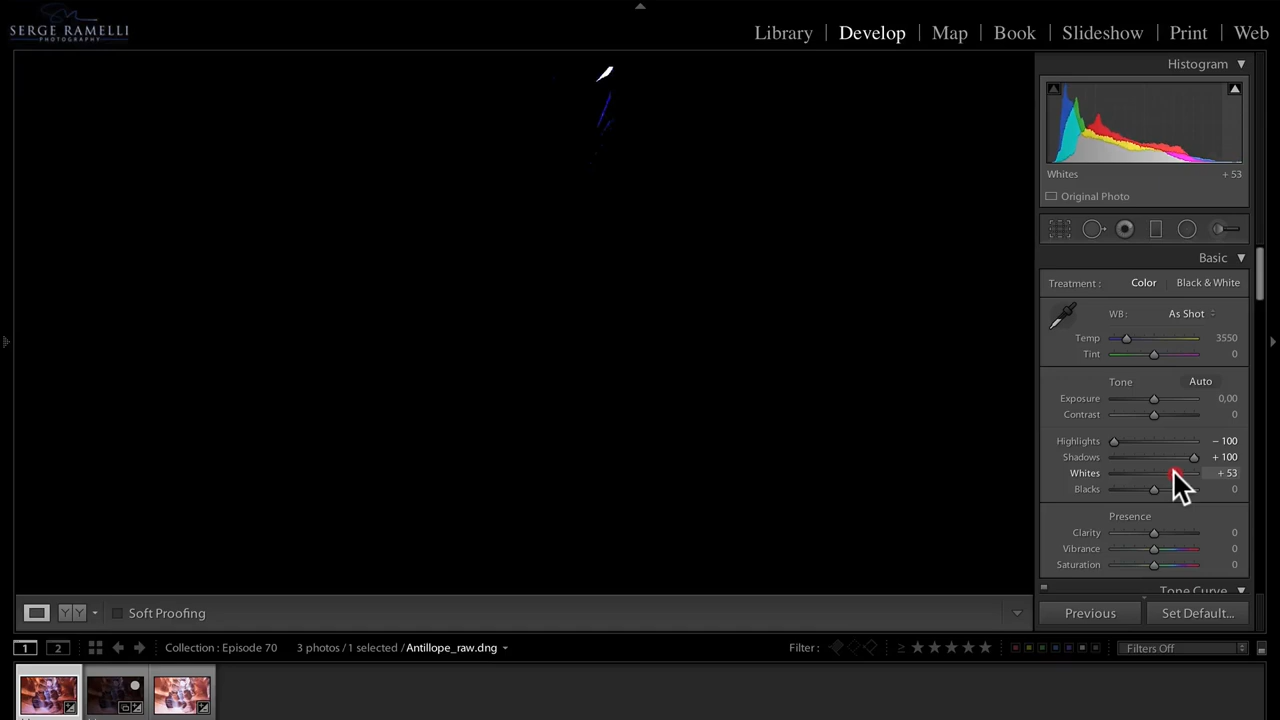 SERGE RAMELLI
PHOTOGRAPHY
Library | Develop | Map | Book | Slideshow | Print | Web
Histogram
Whites + 53
Original Photo
Basic
Treatment : Color Black & White
WB : As Shot
Temp 3550
Tint 0
Tone Auto
Exposure 0,00
Contrast 0
Highlights − 100
Shadows + 100
Whites + 53
Blacks 0
Presence
Clarity 0
Vibrance 0
Saturation 0
Tone Curve
Y Y Soft Proofing
Previous Set Default...
1 2 Collection : Episode 70 3 photos / 1 selected / Antillope_raw.dng Filter : ≥ Filters Off